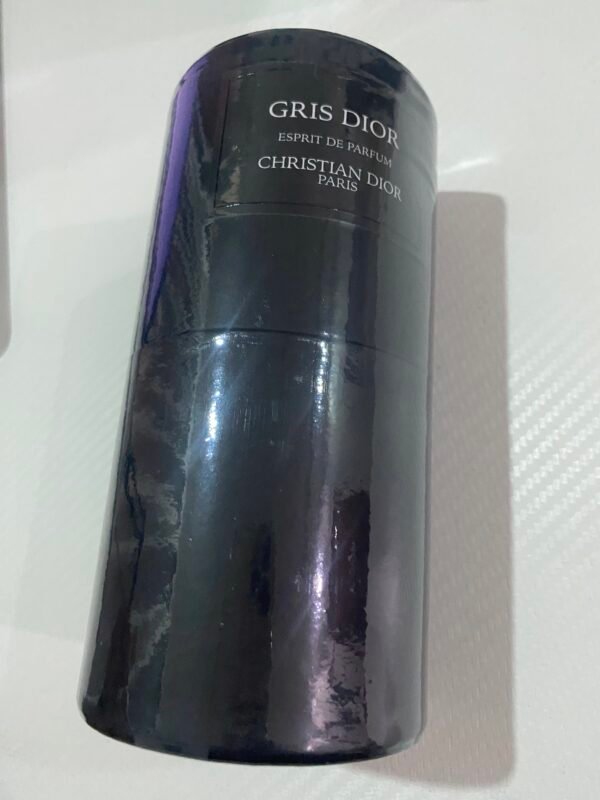 GRIS DIOR
ESPRIT DE PARFUM
CHRISTIAN DIOR
PARIS